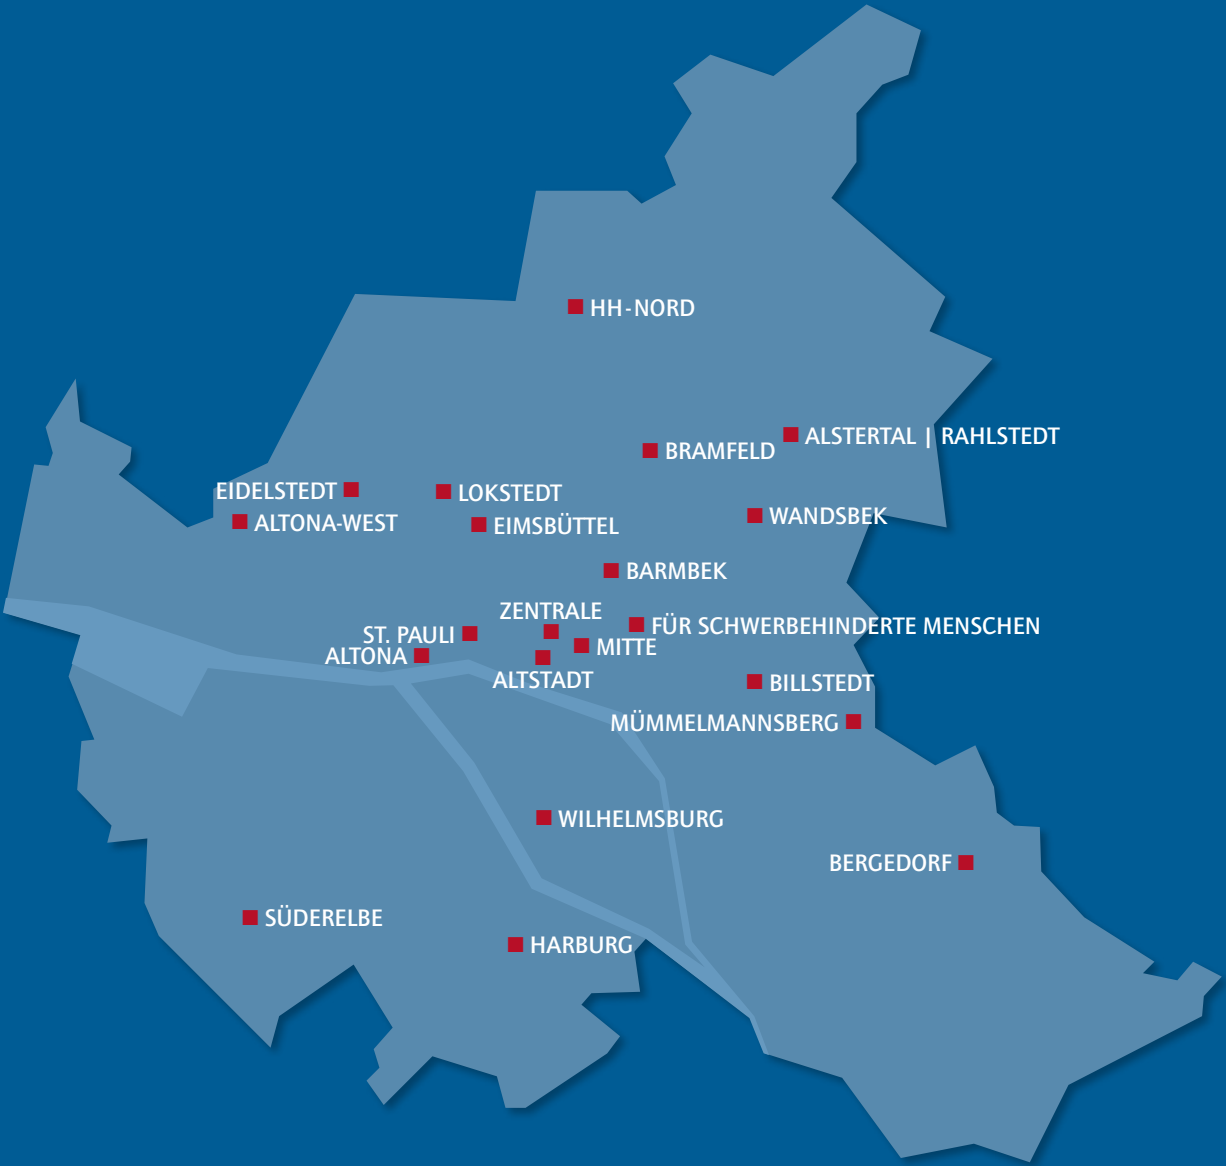 HH-NORD
ALSTERTAL | RAHLSTEDT
BRAMFELD
EIDELSTEDT
LOKSTEDT
ALTONA-WEST
EIMSBÜTTEL
WANDSBEK
BARMBEK
ZENTRALE
FÜR SCHWERBEHINDERTE MENSCHEN
ST. PAULI
MITTE
ALTONA
ALTSTADT
BILLSTEDT
MÜMMELMANNSBERG
WILHELMSBURG
BERGEDORF
SÜDERELBE
HARBURG